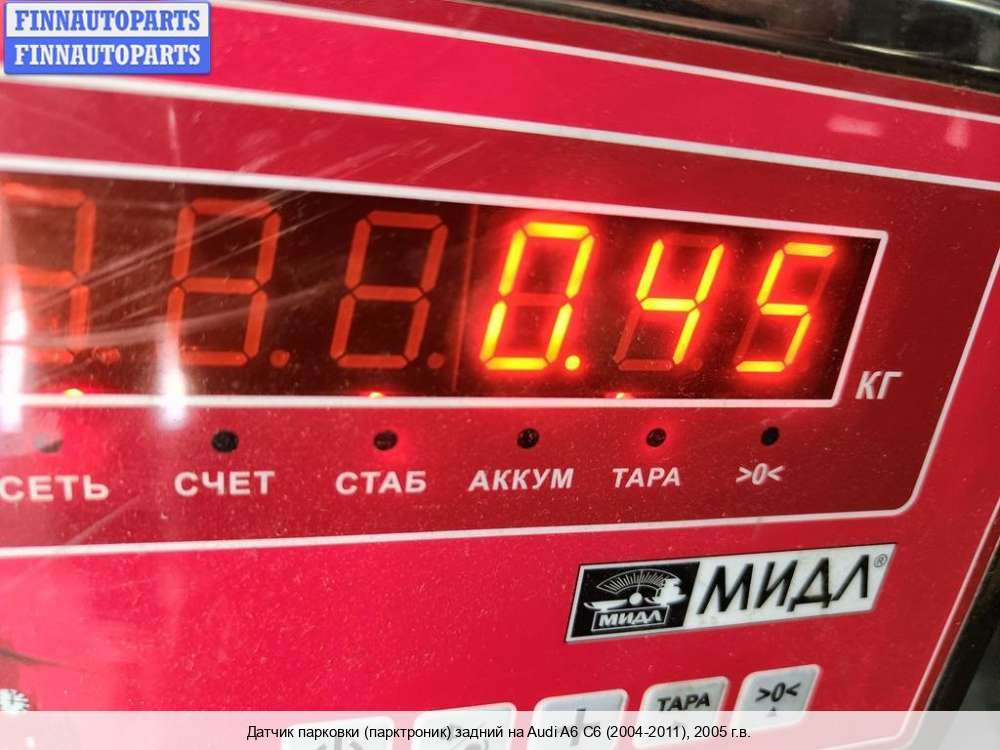 FINNAUTOPARTS
FINNAUTOPARTS
0.45
КГ
СЕТЬ СЧЕТ СТАБ АККУМ ТАРА >0<
МИДЛ МИДЛ®
ТАРА >0<
Датчик парковки (парктроник) задний на Audi A6 C6 (2004-2011), 2005 г.в.